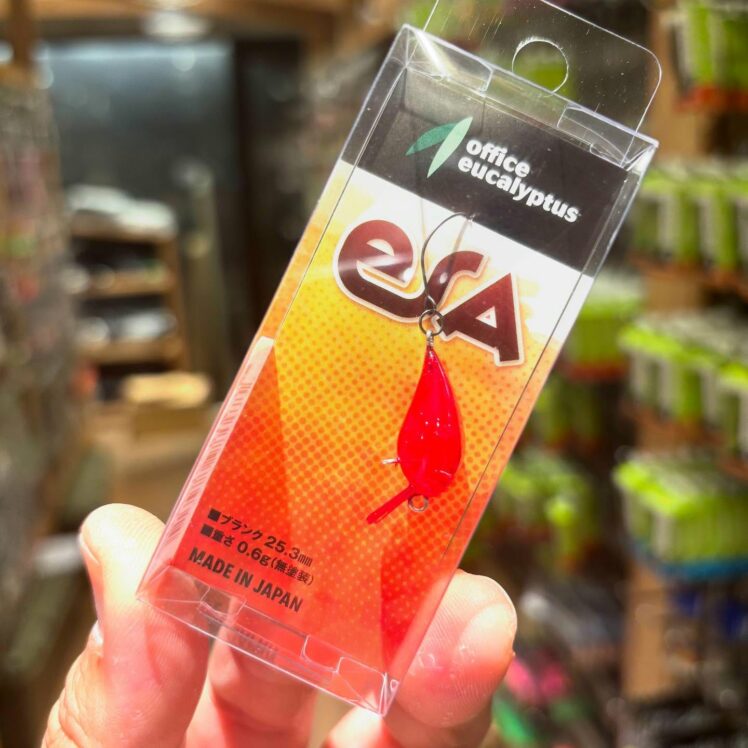 office
eucalyptus
erA
■ブランク 25.3㎜
■重さ 0.6g(無塗装)
MADE IN JAPAN